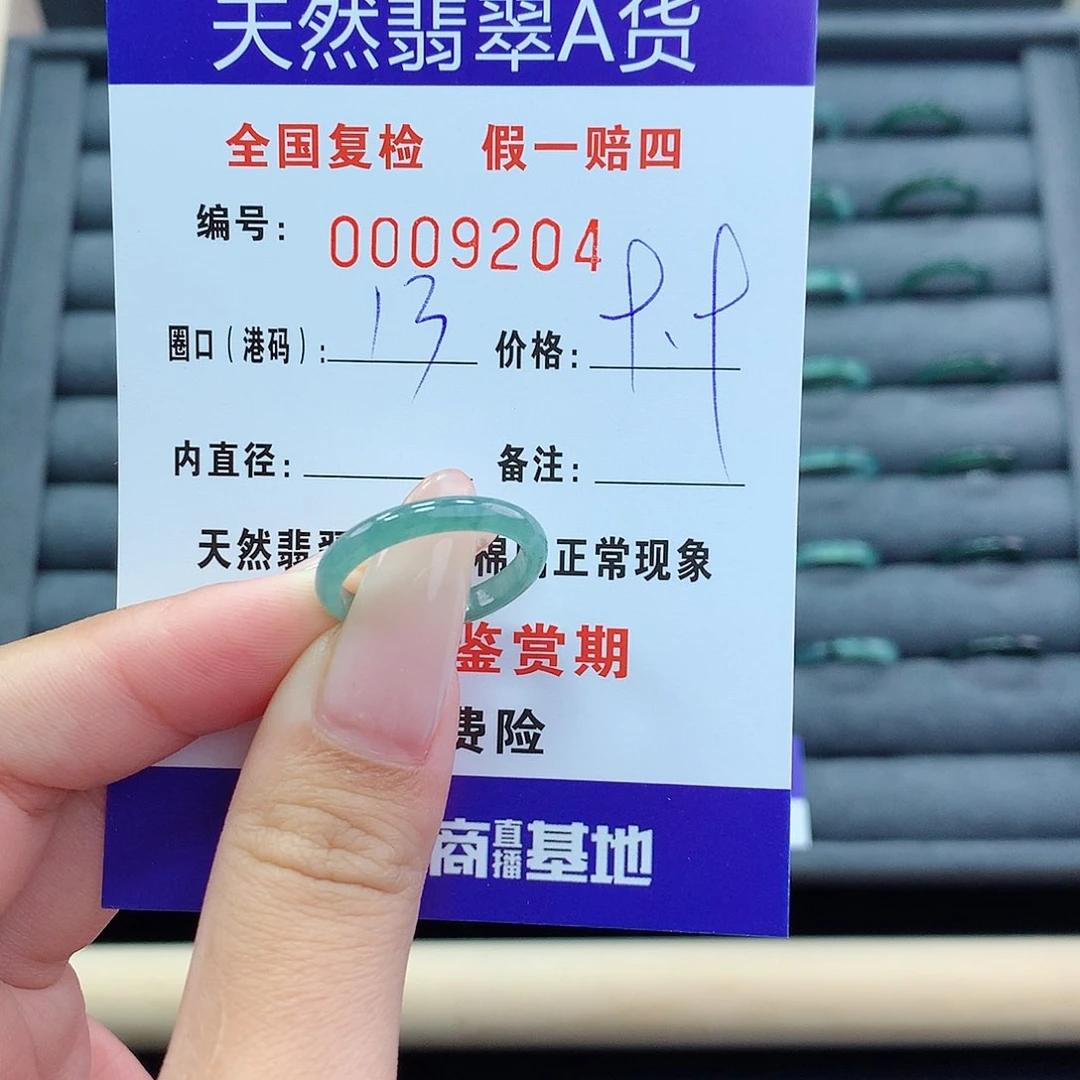 天然翡翠A货
全国复检 假一赔四
编号: 0009204
圈口(港码): 13 价格:
内直径: 备注:
天然翡 棉 正常现象
鉴赏期
费险
商直播基地